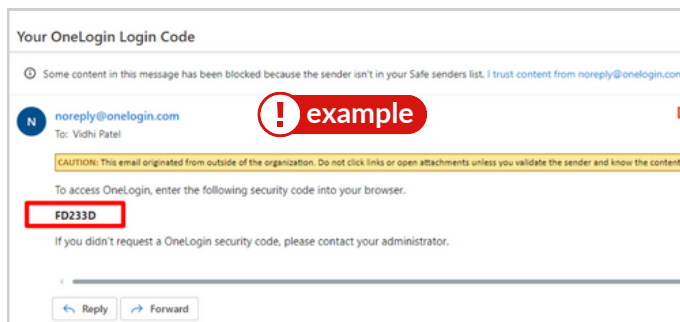 Your OneLogin Login Code
Some content in this message has been blocked because the sender isn't in your Safe senders list. I trust content from noreply@onelogin.com
N
noreply@onelogin.com
! example
To: Vidhi Patel
CAUTION: This email originated from outside of the organization. Do not click links or open attachments unless you validate the sender and know the content
To access OneLogin, enter the following security code into your browser.
FD233D
If you didn't request a OneLogin security code, please contact your administrator.
Reply Forward